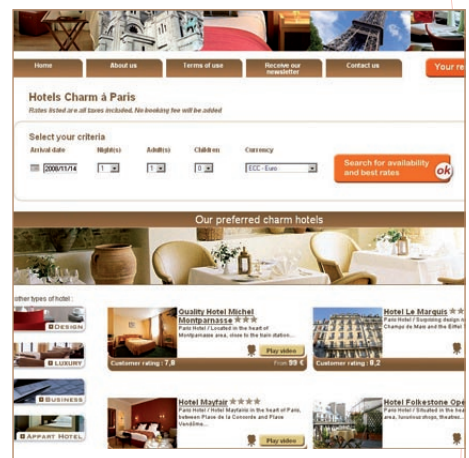 Home About us Terms of use Receive our newsletter Contact us Your re
Hotels Charm à Paris
Rates listed are all taxes included. No booking fee will be added
Select your criteria
Arrival date Night(s) Adult(s) Children Currency
2008/11/14 1 1 0 ECC - Euro
Search for availability
and best rates
ok
Our preferred charm hotels
other types of hotel :
DESIGN
LUXURY
BUSINESS
APPART HOTEL
Quality Hotel Michel
Montparnasse
Paris Hotel / Located in the heart of
Montparnasse area, close to the train station...
Play video
Customer rating : 7,8 From 99 €
Hotel Le Marquis
Paris Hotel / Surprising design n
Champs de Mars and the Eiffel
Customer rating : 8,2
Hotel Mayfair
Paris Hotel / Hotel Mayfair is in the heart of Paris,
between Place de la Concorde and Place
Vendôme...
Play video
Hotel Folkestone Opé
Paris Hotel / Situated in the hea
area, luxurious shops, theatres...